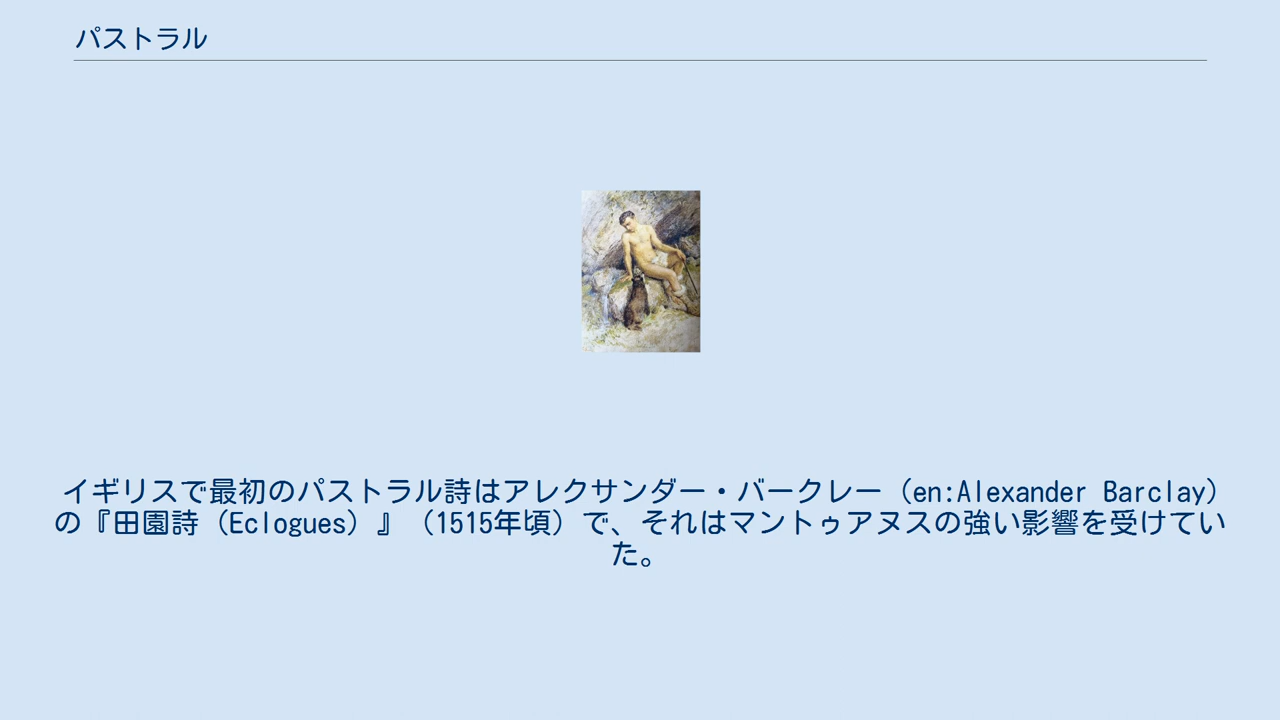 パストラル
イギリスで最初のパストラル詩はアレクサンダー・バークレー（en:Alexander Barclay）
の『田園詩（Eclogues）』（1515年頃）で、それはマントゥアヌスの強い影響を受けてい
た。